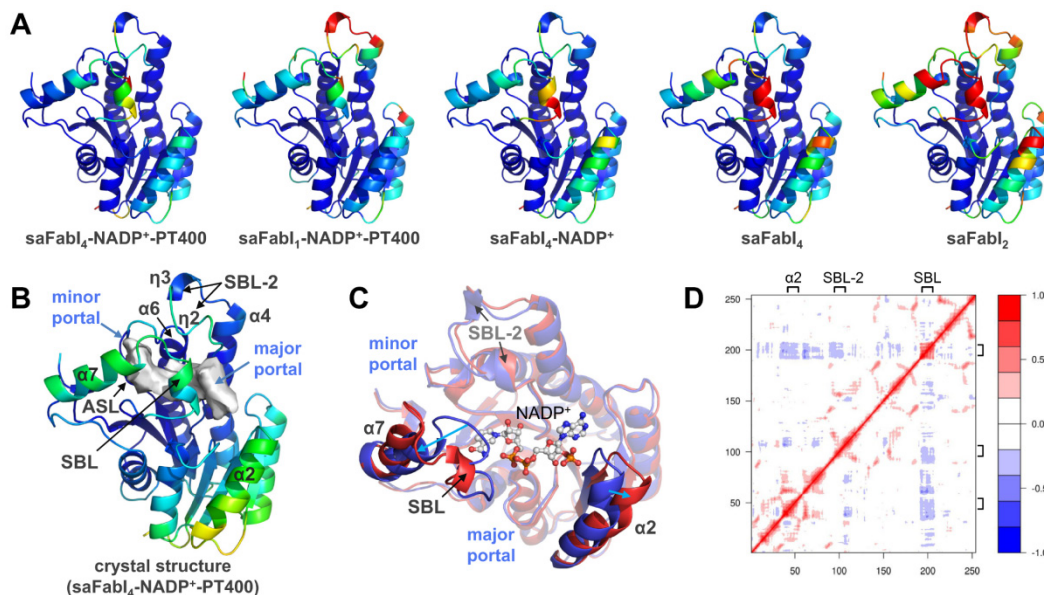 A
saFabI₄-NADP⁺-PT400
saFabI₁-NADP⁺-PT400
saFabI₄-NADP⁺
saFabI₄
saFabI₂
B
η3
SBL-2
minor
portal
α6
η2
α4
major
portal
α7
ASL
SBL
α2
crystal structure
(saFabI₄-NADP⁺-PT400)
C
SBL-2
minor
portal
NADP⁺
α7
SBL
α2
major
portal
D
α2 SBL-2 SBL
250
200
150
100
50
50 100 150 200 250
1.0
0.5
0.0
-0.5
-1.0